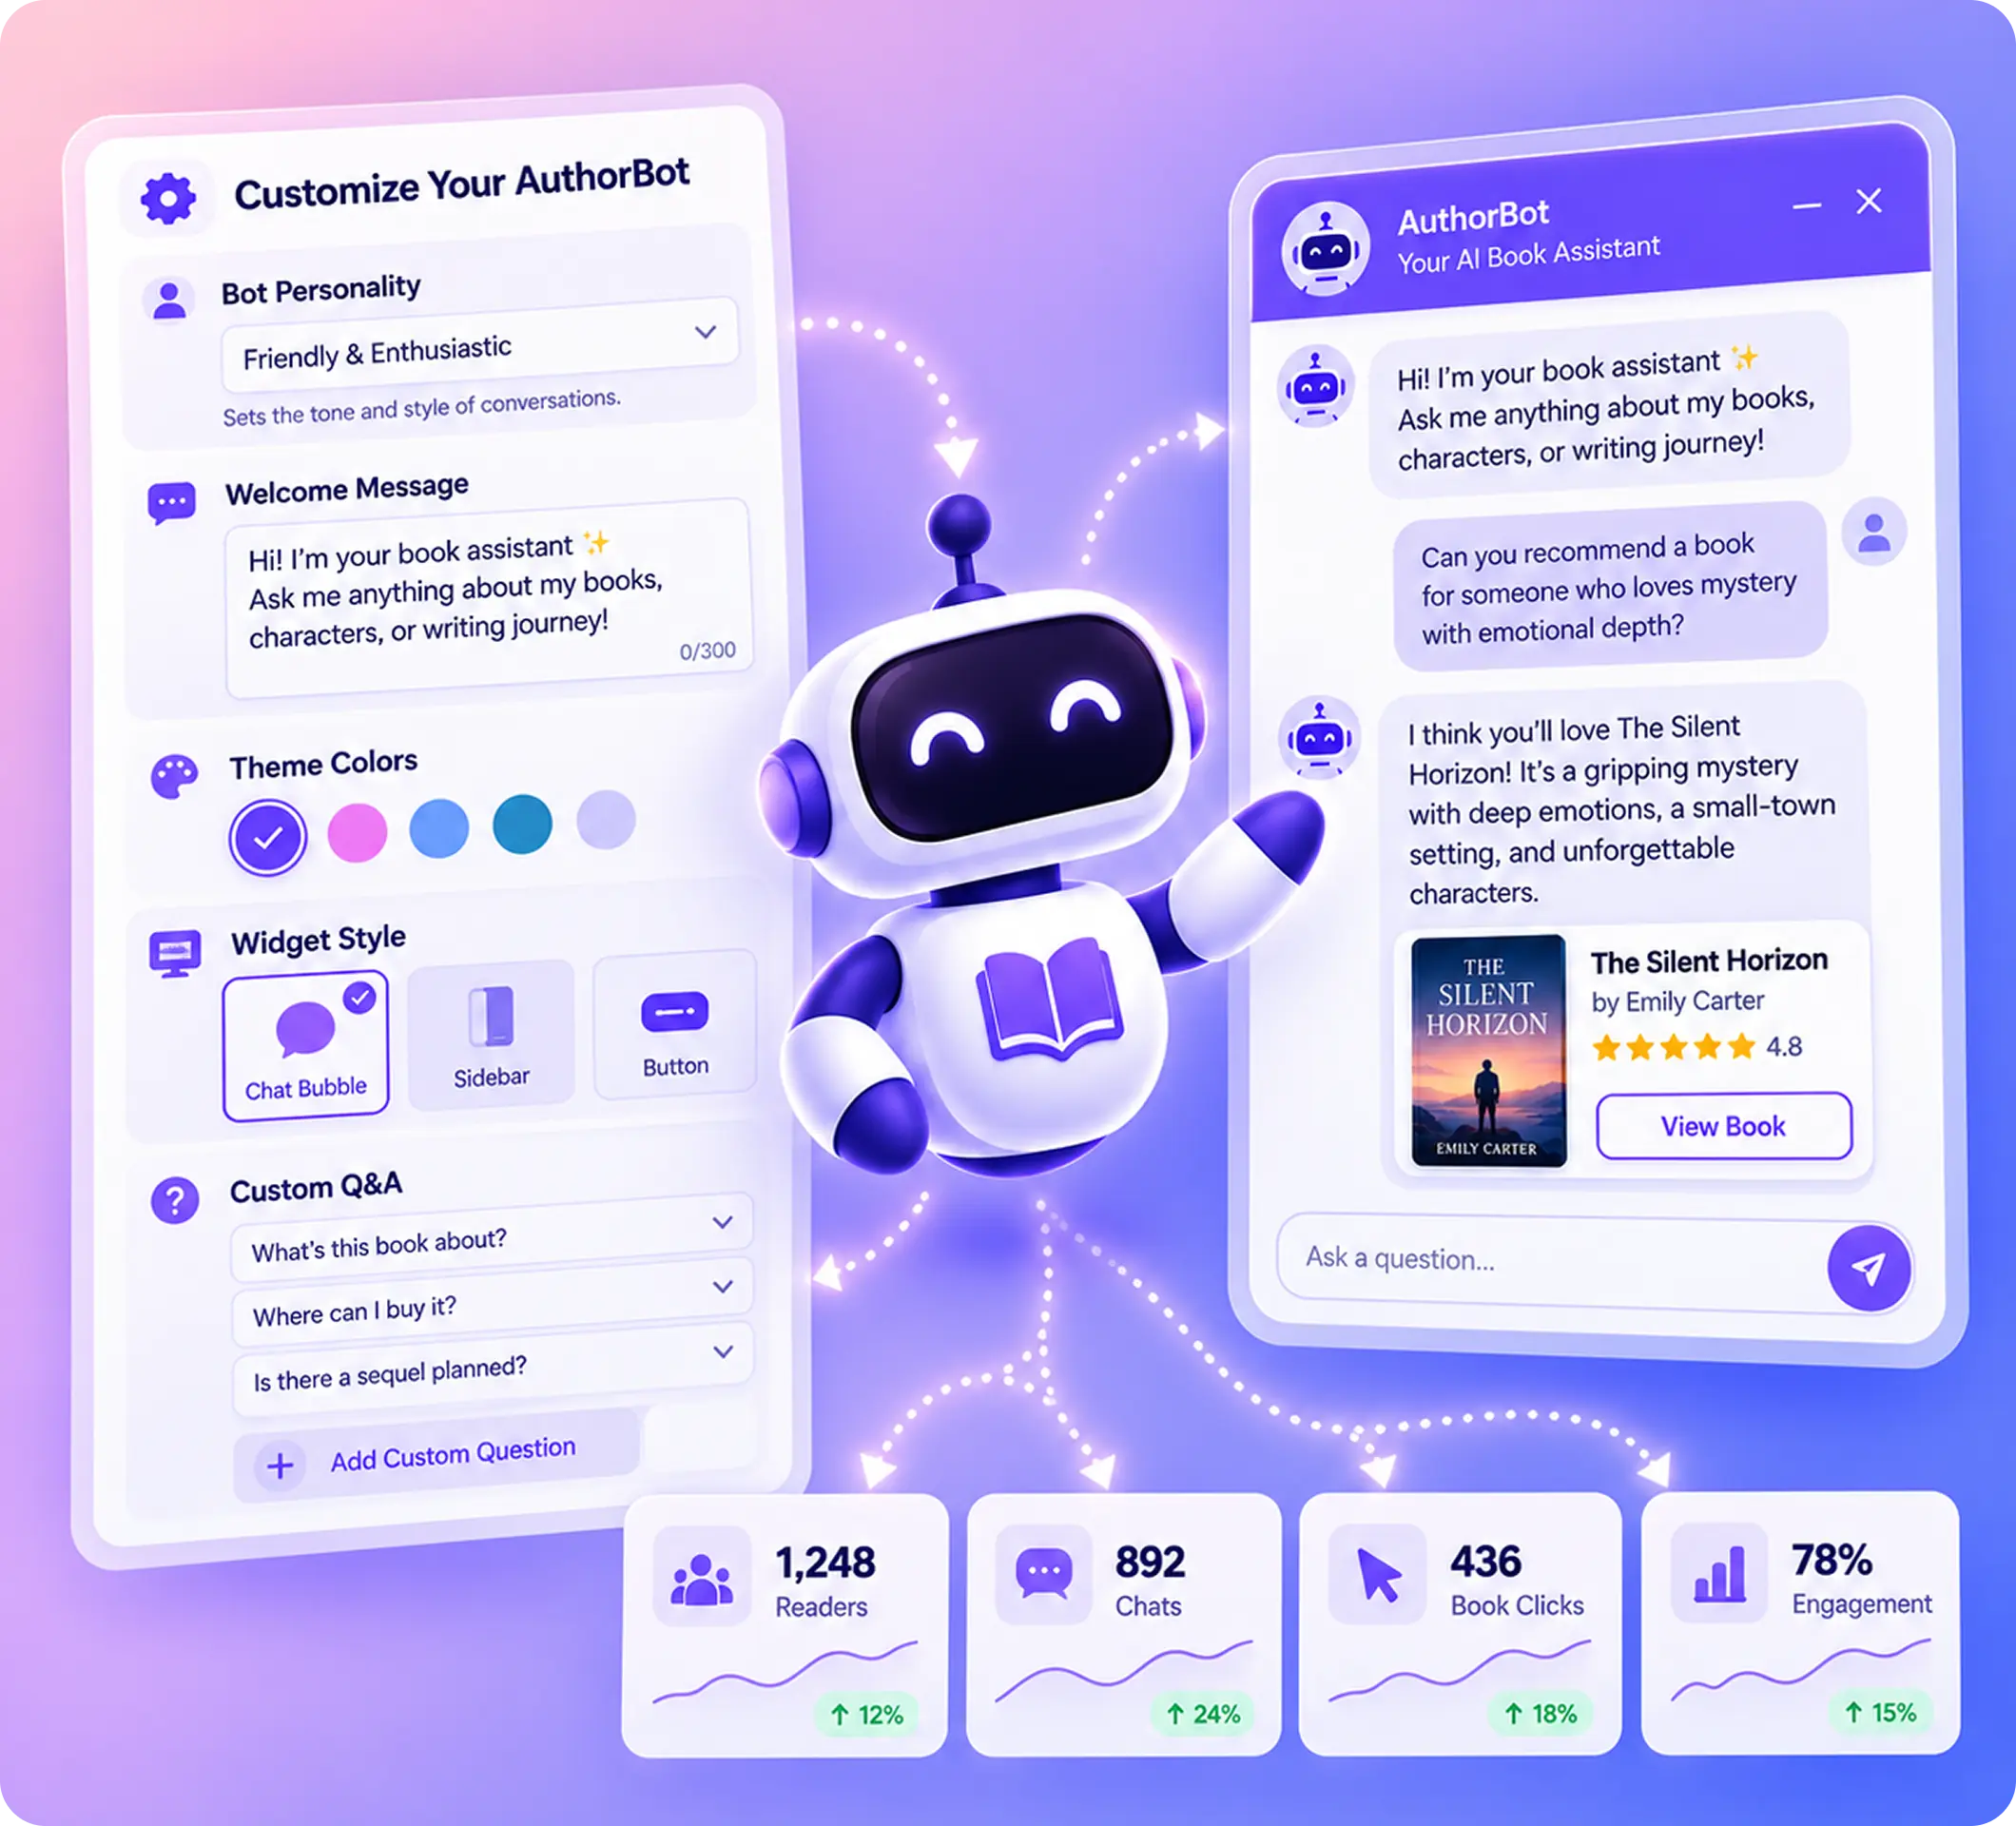 Customize Your AuthorBot
Bot Personality
Friendly & Enthusiastic
Sets the tone and style of conversations.
Welcome Message
Hi! I'm your book assistant ✨
Ask me anything about my books,
characters, or writing journey!
0/300
Theme Colors
Widget Style
Chat Bubble
Sidebar
Button
Custom Q&A
What's this book about?
Where can I buy it?
Is there a sequel planned?
+ Add Custom Question
AuthorBot
Your AI Book Assistant
Hi! I'm your book assistant ✨
Ask me anything about my books,
characters, or writing journey!
Can you recommend a book
for someone who loves mystery
with emotional depth?
I think you'll love The Silent
Horizon! It's a gripping mystery
with deep emotions, a small-town
setting, and unforgettable
characters.
THE
SILENT
HORIZON
EMILY CARTER
The Silent Horizon
by Emily Carter
4.8
View Book
Ask a question...
1,248
Readers
↑ 12%
892
Chats
↑ 24%
436
Book Clicks
↑ 18%
78%
Engagement
↑ 15%